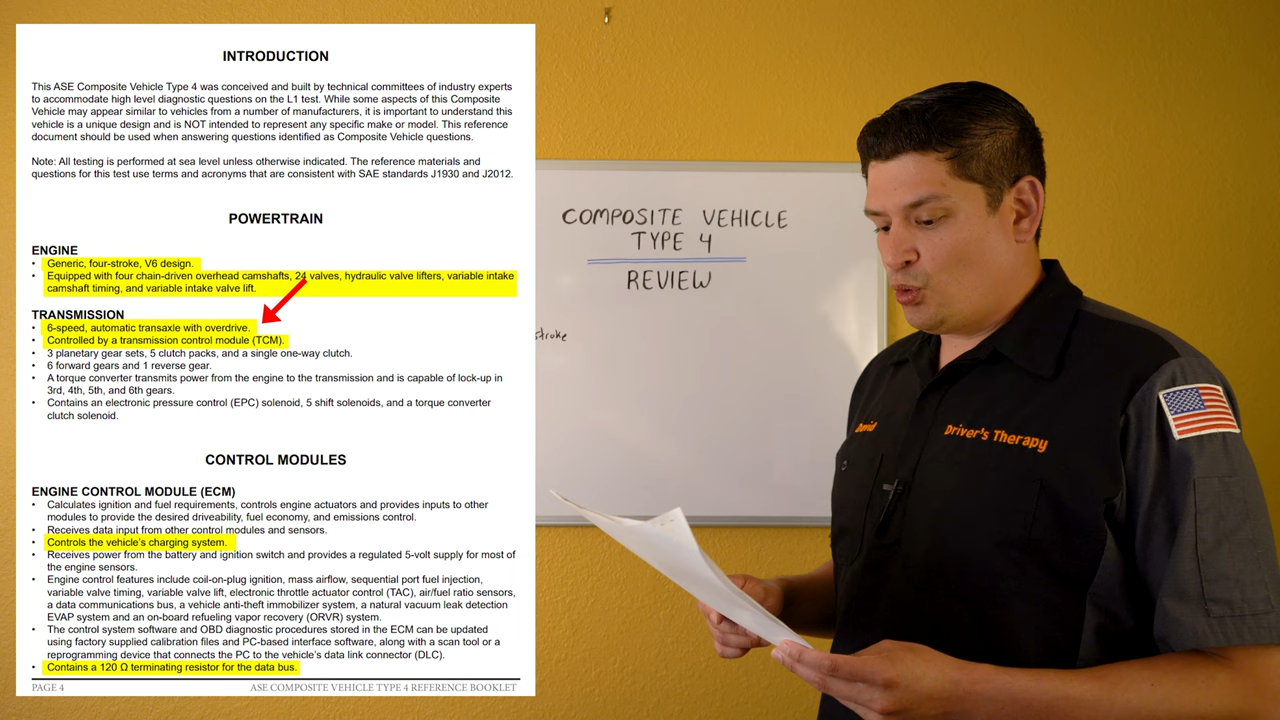 INTRODUCTION
This ASE Composite Vehicle Type 4 was conceived and built by technical committees of industry experts
to accommodate high level diagnostic questions on the L1 test. While some aspects of this Composite
Vehicle may appear similar to vehicles from a number of manufacturers, it is important to understand this
vehicle is a unique design and is NOT intended to represent any specific make or model. This reference
document should be used when answering questions identified as Composite Vehicle questions.
Note: All testing is performed at sea level unless otherwise indicated. The reference materials and
questions for this test use terms and acronyms that are consistent with SAE standards J1930 and J2012.
POWERTRAIN
ENGINE
• Generic, four-stroke, V6 design.
• Equipped with four chain-driven overhead camshafts, 24 valves, hydraulic valve lifters, variable intake
camshaft timing, and variable intake valve lift.
TRANSMISSION
• 6-speed, automatic transaxle with overdrive.
• Controlled by a transmission control module (TCM).
• 3 planetary gear sets, 5 clutch packs, and a single one-way clutch.
• 6 forward gears and 1 reverse gear.
• A torque converter transmits power from the engine to the transmission and is capable of lock-up in
3rd, 4th, 5th, and 6th gears.
• Contains an electronic pressure control (EPC) solenoid, 5 shift solenoids, and a torque converter
clutch solenoid.
CONTROL MODULES
ENGINE CONTROL MODULE (ECM)
• Calculates ignition and fuel requirements, controls engine actuators and provides inputs to other
modules to provide the desired driveability, fuel economy, and emissions control.
• Receives data input from other control modules and sensors.
• Controls the vehicle's charging system.
• Receives power from the battery and ignition switch and provides a regulated 5-volt supply for most of
the engine sensors.
• Engine control features include coil-on-plug ignition, mass airflow, sequential port fuel injection,
variable valve timing, variable valve lift, electronic throttle actuator control (TAC), air/fuel ratio sensors,
a data communications bus, a vehicle anti-theft immobilizer system, a natural vacuum leak detection
EVAP system and an on-board refueling vapor recovery (ORVR) system.
• The control system software and OBD diagnostic procedures stored in the ECM can be updated
using factory supplied calibration files and PC-based interface software, along with a scan tool or a
reprogramming device that connects the PC to the vehicle's data link connector (DLC).
• Contains a 120 Ω terminating resistor for the data bus.
PAGE 4 ASE COMPOSITE VEHICLE TYPE 4 REFERENCE BOOKLET
COMPOSITE VEHICLE
TYPE 4
REVIEW
stroke
David
Driver's Therapy